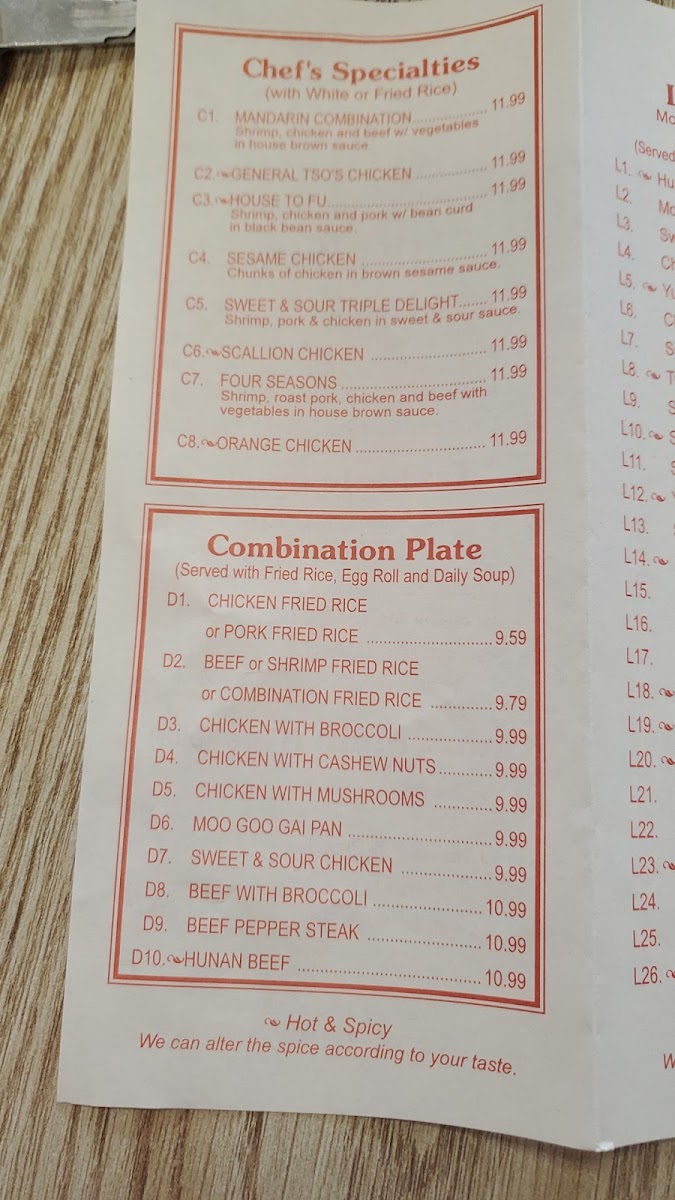 Chef's Specialties
(with White or Fried Rice)
C1. MANDARIN COMBINATION................. 11.99
Shrimp, chicken and beef w/ vegetables
in house brown sauce.
C2. GENERAL TSO'S CHICKEN ................ 11.99
C3. HOUSE TO FU.................................... 11.99
Shrimp, chicken and pork w/ bean curd
in black bean sauce.
C4. SESAME CHICKEN ............................ 11.99
Chunks of chicken in brown sesame sauce.
C5. SWEET & SOUR TRIPLE DELIGHT....... 11.99
Shrimp, pork & chicken in sweet & sour sauce.
C6. SCALLION CHICKEN .......................... 11.99
C7. FOUR SEASONS ................................ 11.99
Shrimp, roast pork, chicken and beef with
vegetables in house brown sauce.
C8. ORANGE CHICKEN ............................. 11.99
Combination Plate
(Served with Fried Rice, Egg Roll and Daily Soup)
D1. CHICKEN FRIED RICE
or PORK FRIED RICE .............................9.59
D2. BEEF or SHRIMP FRIED RICE
or COMBINATION FRIED RICE ..............9.79
D3. CHICKEN WITH BROCCOLI ...................9.99
D4. CHICKEN WITH CASHEW NUTS............9.99
D5. CHICKEN WITH MUSHROOMS .............9.99
D6. MOO GOO GAI PAN ................................9.99
D7. SWEET & SOUR CHICKEN ....................9.99
D8. BEEF WITH BROCCOLI ........................10.99
D9. BEEF PEPPER STEAK .........................10.99
D10. HUNAN BEEF .........................................10.99
Hot & Spicy
We can alter the spice according to your taste.
(Served
L1. Hu
L2. Mo
L3. Sw
L4. Ch
L5. Yu
L6. C
L7. S
L8. T
L9. S
L10. S
L11. S
L12. Y
L13.
L14.
L15.
L16.
L17.
L18.
L19.
L20.
L21.
L22.
L23.
L24.
L25.
L26.
W